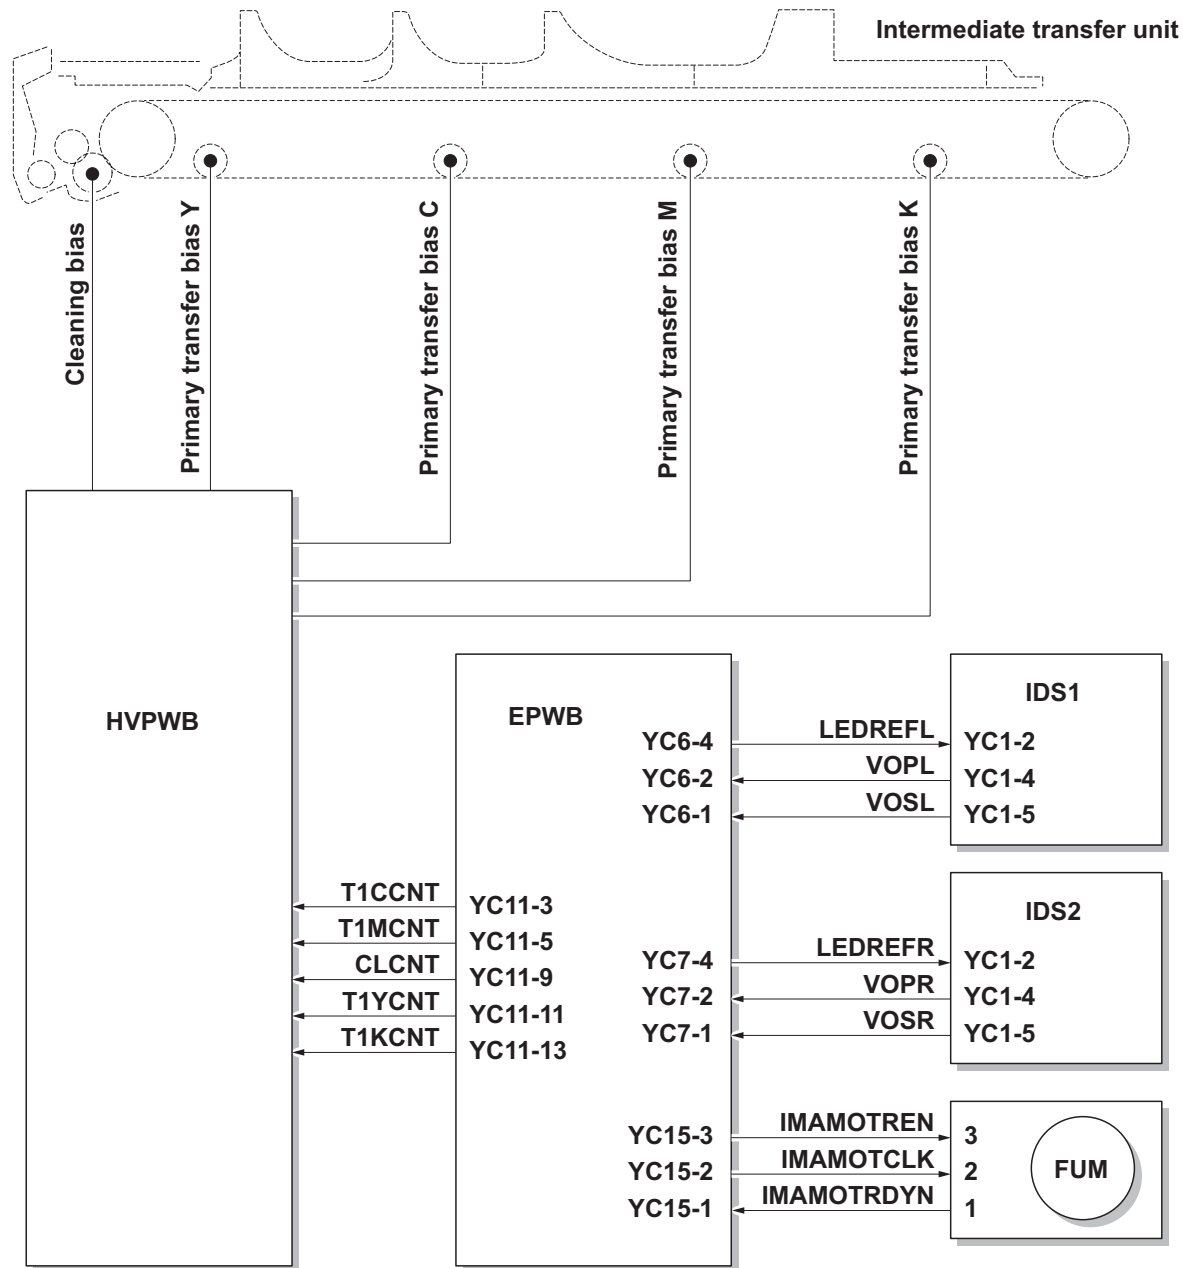 Intermediate transfer unit
Cleaning bias
Primary transfer bias Y
Primary transfer bias C
Primary transfer bias M
Primary transfer bias K
HVPWB
T1CCNT
T1MCNT
CLCNT
T1YCNT
T1KCNT
EPWB
YC11-3
YC11-5
YC11-9
YC11-11
YC11-13
YC6-4
YC6-2
YC6-1
YC7-4
YC7-2
YC7-1
YC15-3
YC15-2
YC15-1
LEDREFL
VOPL
VOSL
LEDREFR
VOPR
VOSR
IMAMOTREN
IMAMOTCLK
IMAMOTRDYN
IDS1
YC1-2
YC1-4
YC1-5
IDS2
YC1-2
YC1-4
YC1-5
3
2
1
FUM